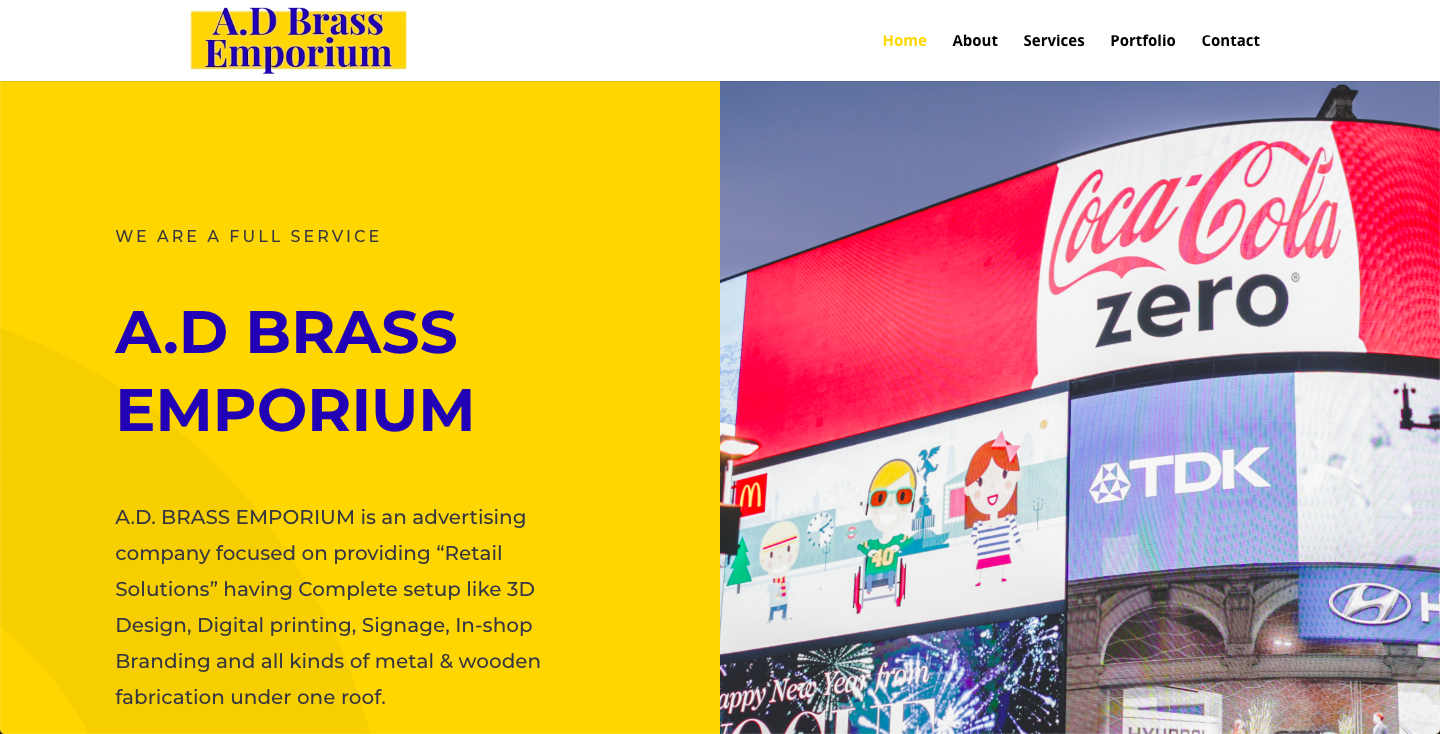 A.D Brass
Emporium
Home About Services Portfolio Contact
WE ARE A FULL SERVICE
A.D BRASS
EMPORIUM
A.D. BRASS EMPORIUM is an advertising
company focused on providing “Retail
Solutions” having Complete setup like 3D
Design, Digital printing, Signage, In-shop
Branding and all kinds of metal & wooden
fabrication under one roof.
Coca-Cola
zero®
TDK
40
New Year from
HYUNDAI